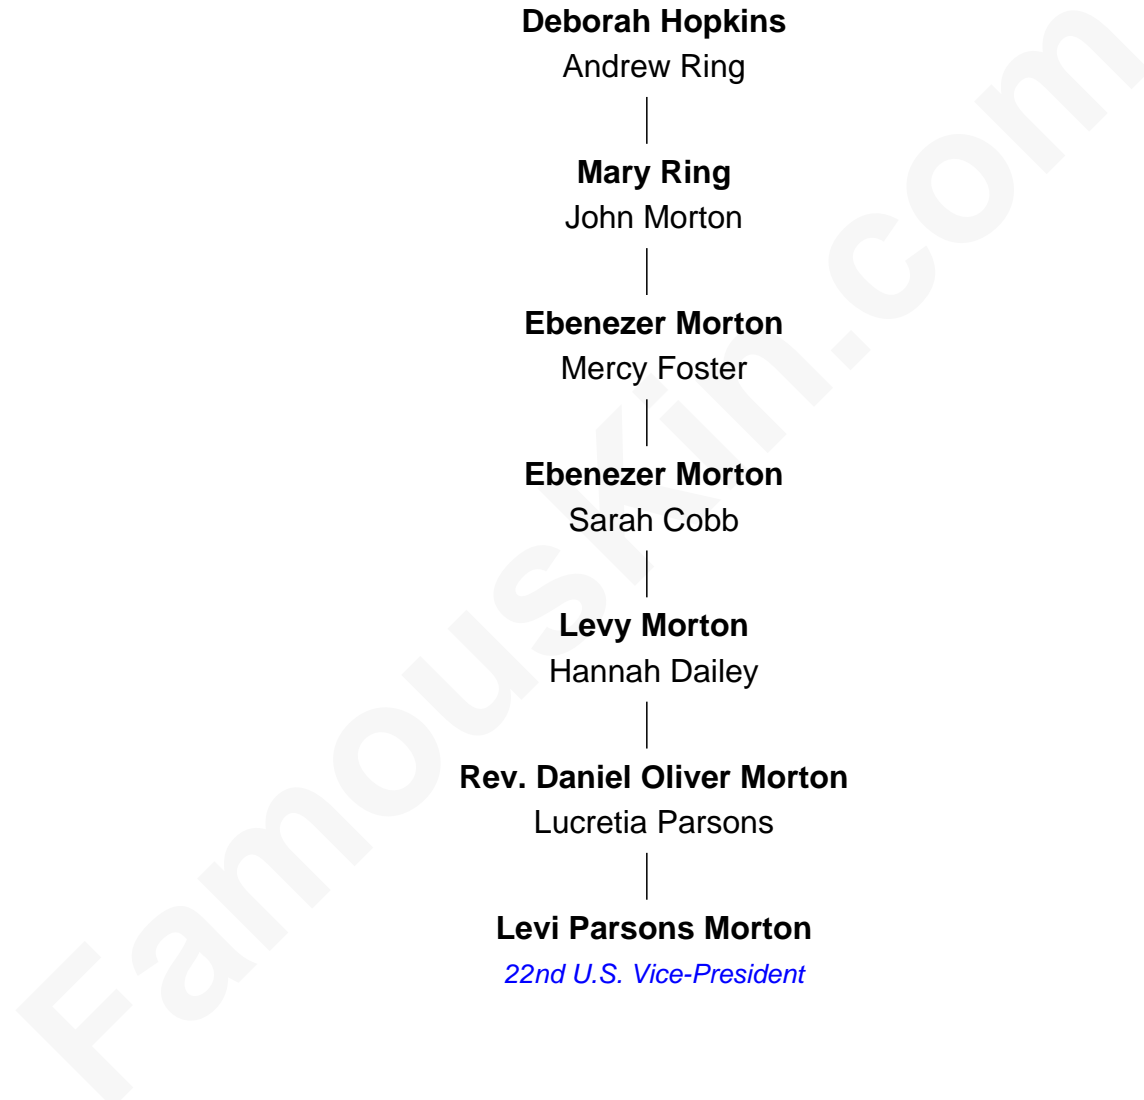 Deborah Hopkins
Andrew Ring
Mary Ring
John Morton
Ebenezer Morton
Mercy Foster
Ebenezer Morton
Sarah Cobb
Levy Morton
Hannah Dailey
Rev. Daniel Oliver Morton
Lucretia Parsons
Levi Parsons Morton
22nd U.S. Vice-President
FamousKin.com